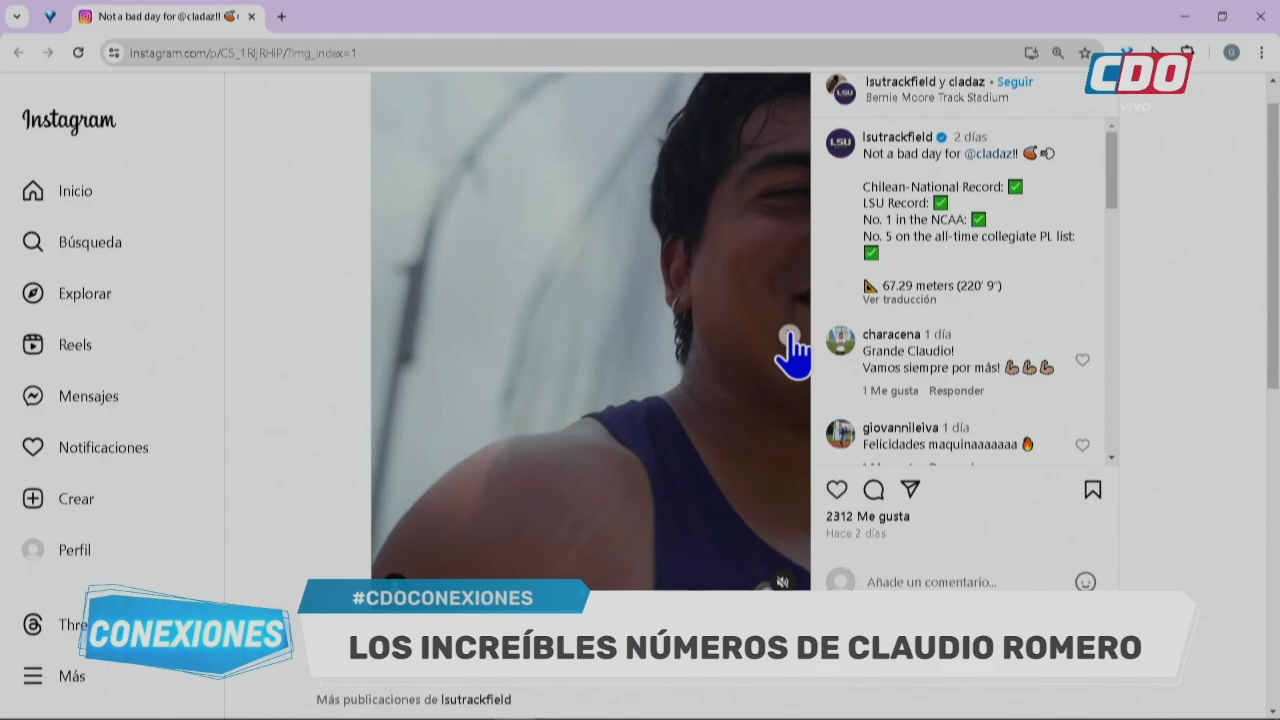 Not a bad day for @cladaz!!
instagram.com/p/C5_1RJjRHiP/?img_index=1
G
CDO
VIVO
Instagram
Inicio
Búsqueda
Explorar
Reels
Mensajes
Notificaciones
Crear
Perfil
Thre
Más
lsutrackfield y cladaz • Seguir
Bernie Moore Track Stadium
LSU
LSU
lsutrackfield 2 días
Not a bad day for @cladaz!!
Chilean-National Record: ✅
LSU Record: ✅
No. 1 in the NCAA: ✅
No. 5 on the all-time collegiate PL list:
✅
📐 67.29 meters (220' 9")
Ver traducción
characena 1 día
Grande Claudio!
Vamos siempre por más! 💪🏽💪🏽💪🏽
1 Me gusta Responder
giovannileiva 1 día
Felicidades maquinaaaaaaa 🔥
2312 Me gusta
Hace 2 días
Añade un comentario...
#CDOCONEXIONES
CONEXIONES
LOS INCREÍBLES NÚMEROS DE CLAUDIO ROMERO
Más publicaciones de lsutrackfield